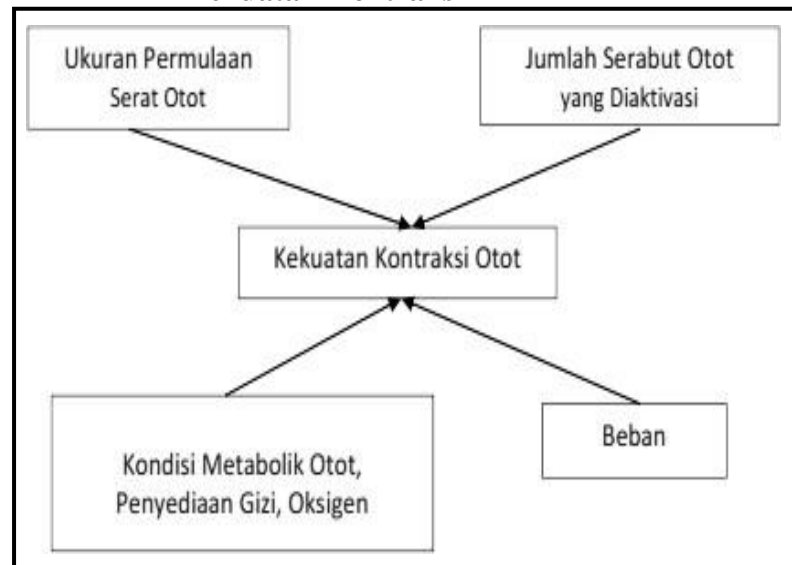 Ukuran Permulaan
Serat Otot
Jumlah Serabut Otot
yang Diaktivasi
Kekuatan Kontraksi Otot
Kondisi Metabolik Otot,
Penyediaan Gizi, Oksigen
Beban